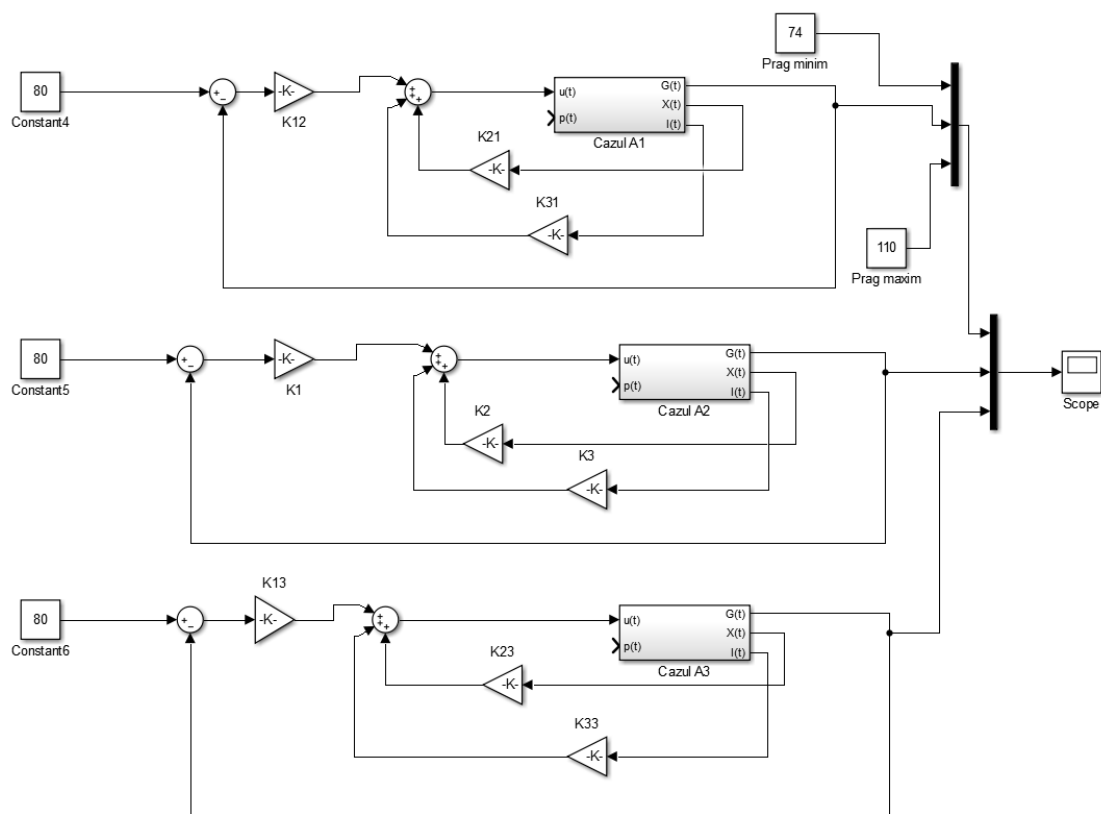 74
Prag minim
80
Constant4
+
−
-K-
K12
+
+
+
u(t)
p(t)
G(t)
X(t)
I(t)
Cazul A1
K21
-K-
K31
-K-
110
Prag maxim
80
Constant5
+
−
-K-
K1
+
+
+
u(t)
p(t)
G(t)
X(t)
I(t)
Cazul A2
K2
-K-
K3
-K-
Scope
K13
80
Constant6
+
−
-K-
+
+
+
u(t)
p(t)
G(t)
X(t)
I(t)
Cazul A3
K23
-K-
K33
-K-